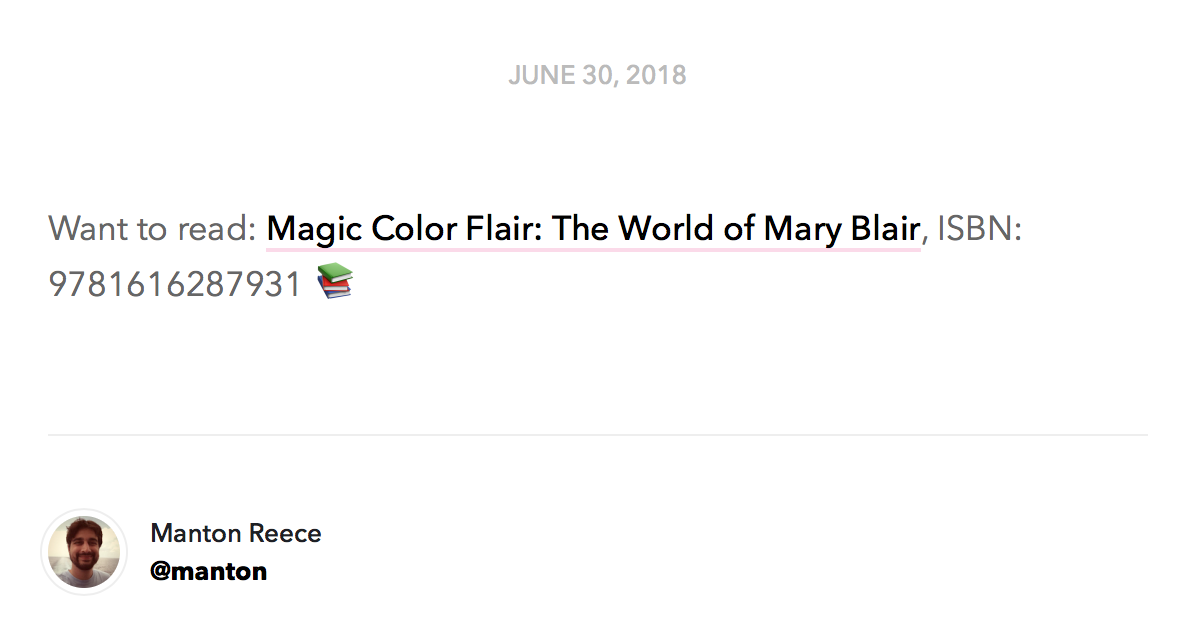 JUNE 30, 2018
Want to read: Magic Color Flair: The World of Mary Blair, ISBN:
9781616287931 📚
Manton Reece
@manton